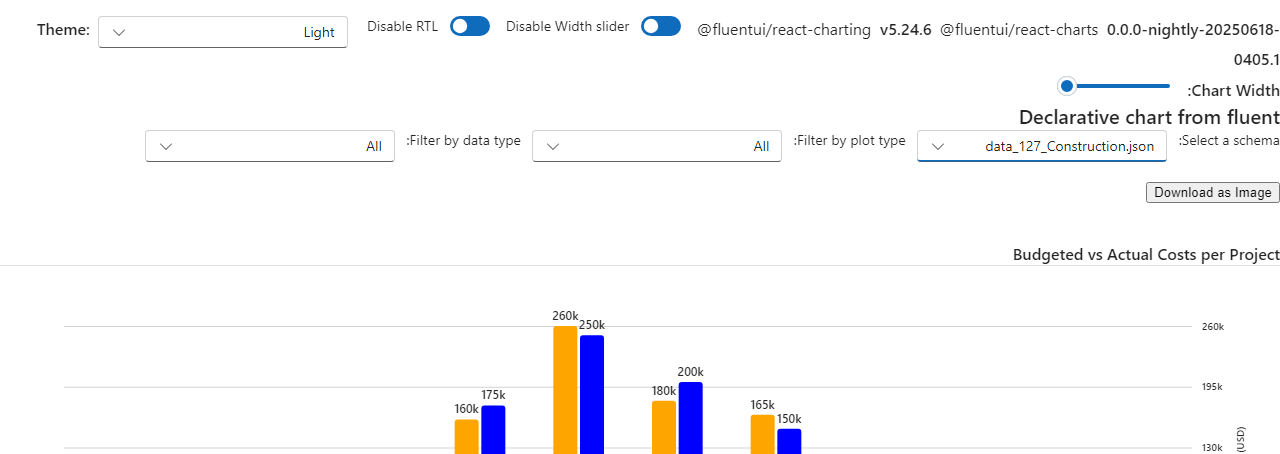 Theme: Light Disable RTL Disable Width slider @fluentui/react-charting v5.24.6 @fluentui/react-charts 0.0.0-nightly-20250618-
0405.1
:Chart Width
Declarative chart from fluent
All :Filter by data type All :Filter by plot type data_127_Construction.json :Select a schema
Download as Image
Budgeted vs Actual Costs per Project
260k
250k
260k
200k
195k
180k
175k
165k
160k
150k
130k
(USD)